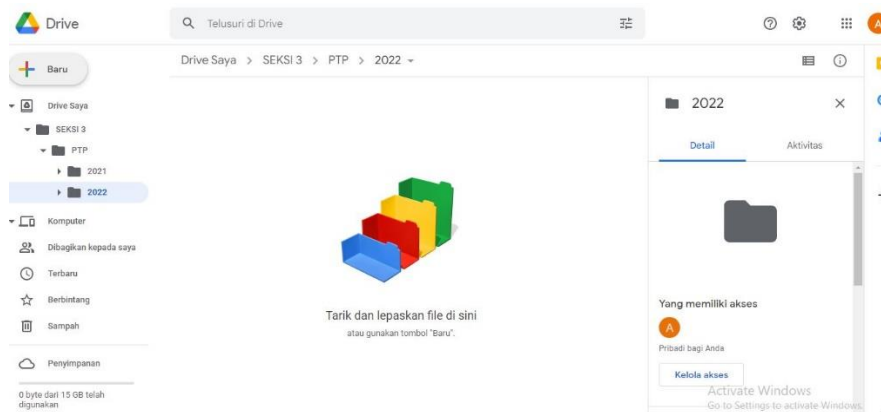 Drive
Telusuri di Drive
A
Baru
Drive Saya > SEKSI 3 > PTP > 2022
Drive Saya
SEKSI 3
PTP
2021
2022
Komputer
Dibagikan kepada saya
Terbaru
Berbintang
Sampah
Penyimpanan
0 byte dari 15 GB telah
digunakan
Tarik dan lepaskan file di sini
atau gunakan tombol "Baru".
2022
Detail Aktivitas
Yang memiliki akses
A
Pribadi bagi Anda
Kelola akses
Activate Windows
Go to Settings to activate Windows.